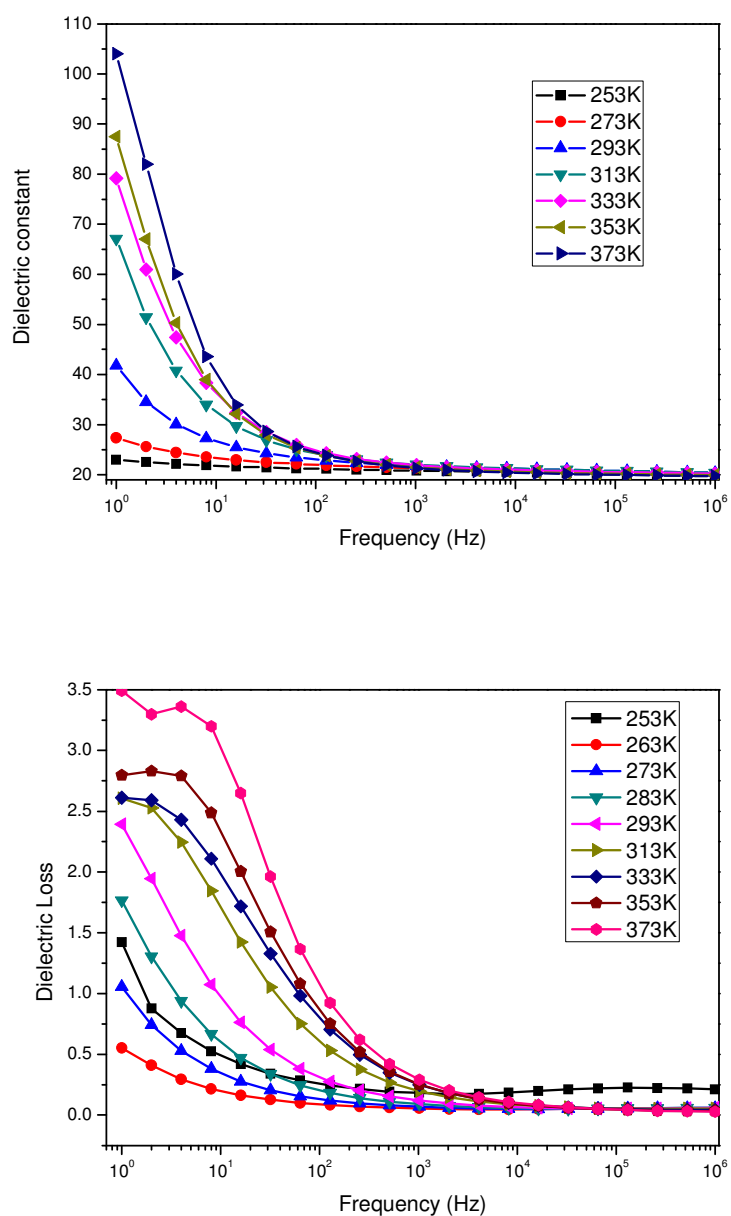 110
100
90
80
70
60
50
40
30
20
Dielectric constant
253K
273K
293K
313K
333K
353K
373K
10^0 10^1 10^2 10^3 10^4 10^5 10^6
Frequency (Hz)
3.5
3.0
2.5
2.0
1.5
1.0
0.5
0.0
Dielectric Loss
253K
263K
273K
283K
293K
313K
333K
353K
373K
10^0 10^1 10^2 10^3 10^4 10^5 10^6
Frequency (Hz)